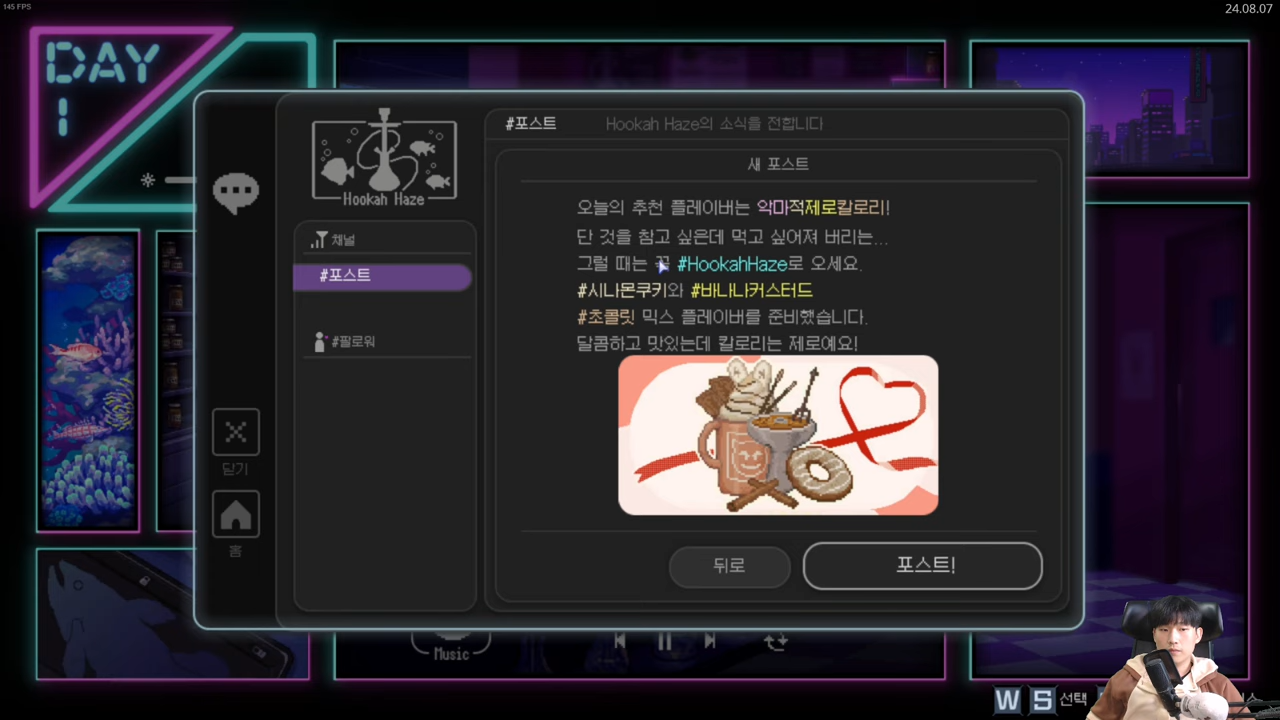 145 FPS
24.08.07
DAY
1
Hookah Haze
채널
#포스트
#팔로워
닫기
홈
#포스트
Hookah Haze의 소식을 전합니다
새 포스트
오늘의 추천 플레이버는 악마적제로칼로리!
단 것을 참고 싶은데 먹고 싶어져 버리는...
그럴 때는 꼭 #HookahHaze로 오세요.
#시나몬쿠키와 #바나나커스터드
#초콜릿 믹스 플레이버를 준비했습니다.
달콤하고 맛있는데 칼로리는 제로예요!
뒤로
포스트!
Music
W S 선택